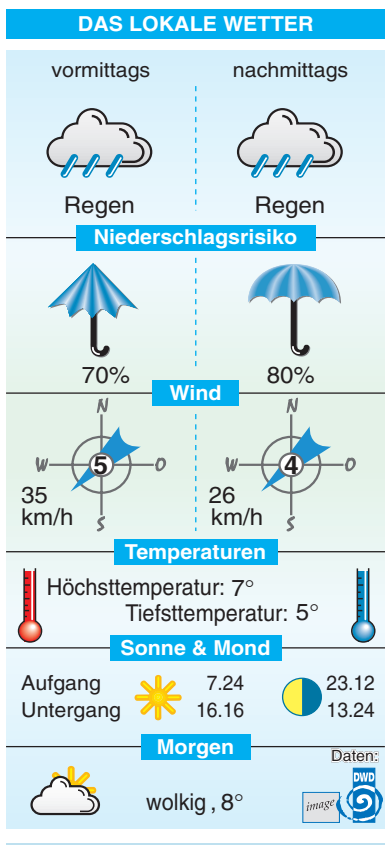 DAS LOKALE WETTER
vormittags nachmittags
Regen Regen
Niederschlagsrisiko
70% 80%
Wind
N N
W 5 O W 4 O
35 26
km/h km/h
S S
Temperaturen
Höchsttemperatur: 7°
Tiefsttemperatur: 5°
Sonne & Mond
Aufgang 7.24 23.12
Untergang 16.16 13.24
Morgen
Daten:
DWD
wolkig , 8°
image